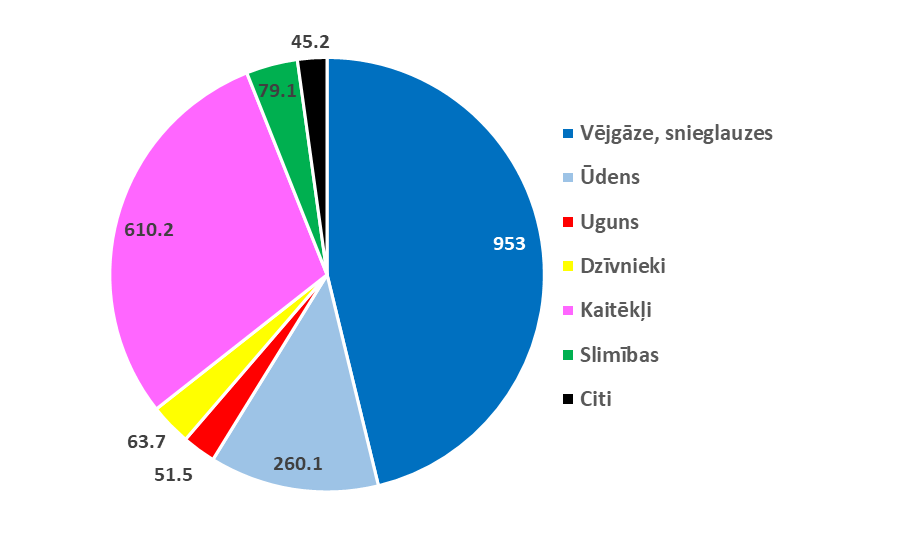 45.2
79.1
610.2
953
260.1
63.7
51.5
Vējgāze, snieglauzes
Ūdens
Uguns
Dzīvnieki
Kaitēkļi
Slimības
Citi